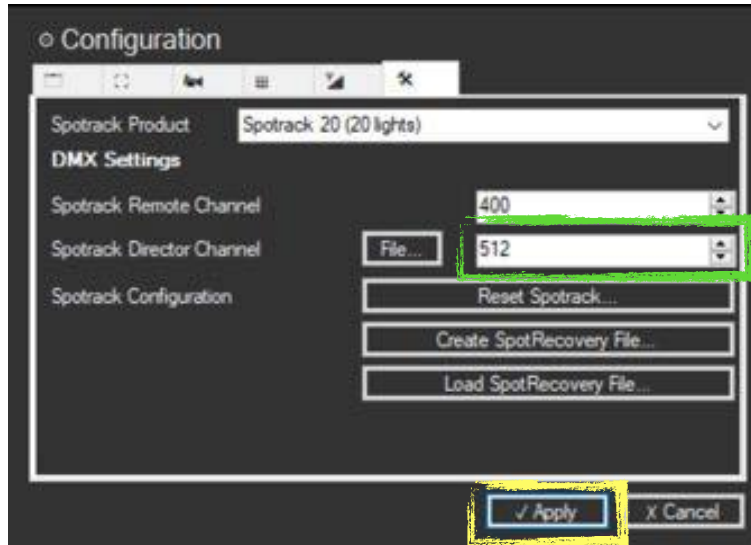 Configuration
Spotrack Product Spotrack 20 (20 lights)
DMX Settings
Spotrack Remote Channel 400
Spotrack Director Channel File... 512
Spotrack Configuration Reset Spotrack...
Create SpotRecovery File...
Load SpotRecovery File...
✓ Apply X Cancel